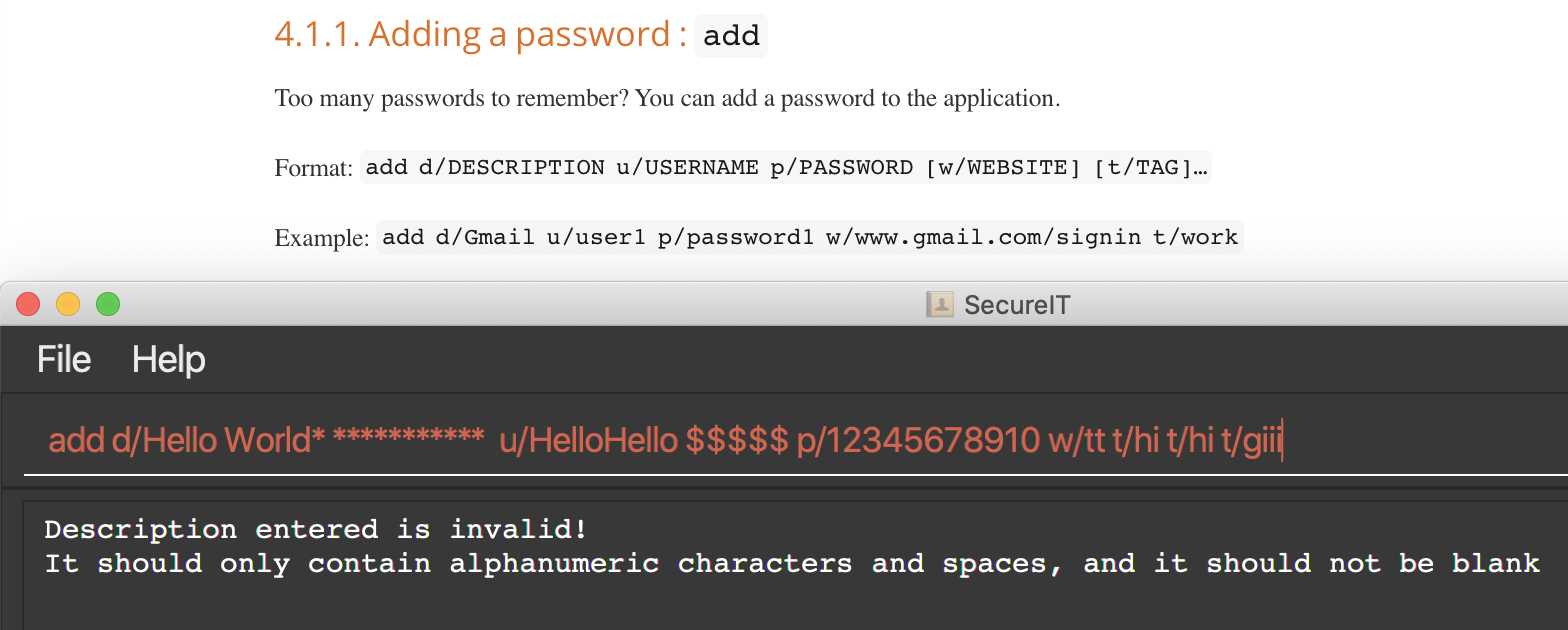 4.1.1. Adding a password : add
Too many passwords to remember? You can add a password to the application.
Format: add d/DESCRIPTION u/USERNAME p/PASSWORD [w/WEBSITE] [t/TAG]…
Example: add d/Gmail u/user1 p/password1 w/www.gmail.com/signin t/work
SecureIT
File Help
add d/Hello World* *********** u/HelloHello $$$$$ p/12345678910 w/tt t/hi t/hi t/giii
Description entered is invalid!
It should only contain alphanumeric characters and spaces, and it should not be blank